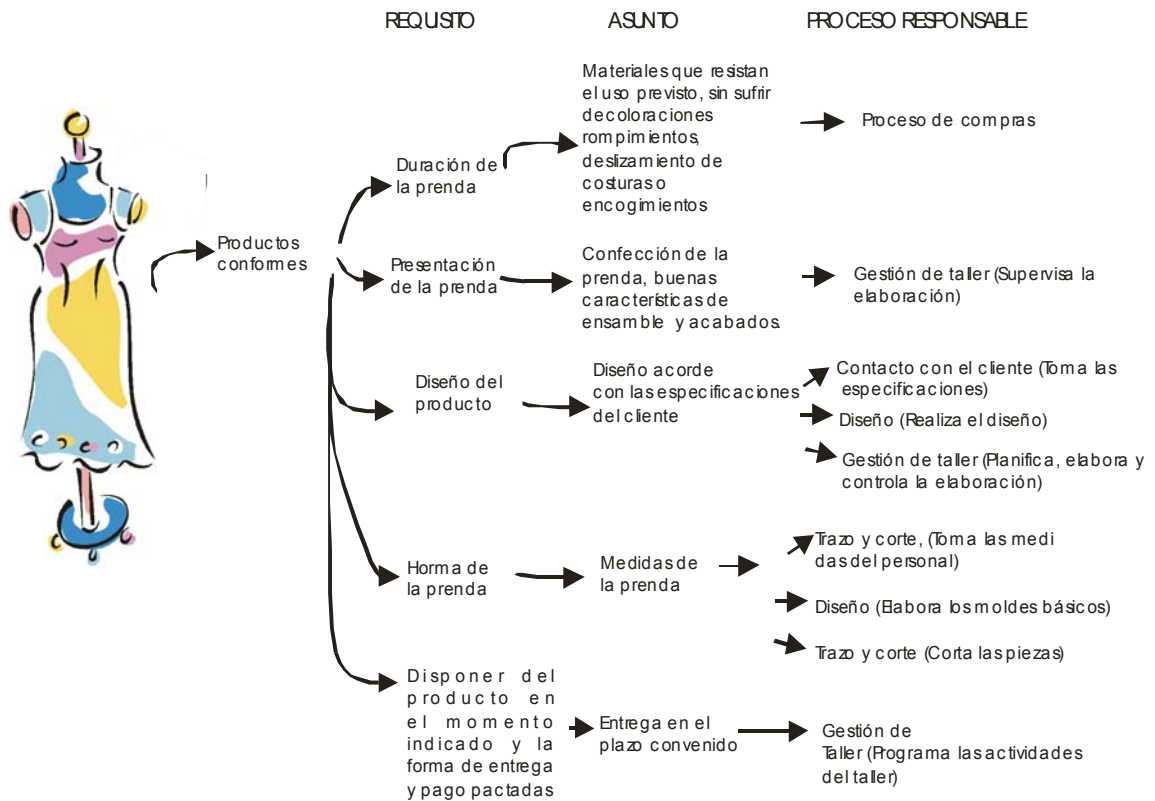 REQUISITO ASUNTO PROCESO RESPONSABLE
Productos
conformes
Duración de
la prenda
Materiales que resistan
el uso previsto, sin sufrir
decoloraciones
rompimientos,
deslizamiento de
costuras o
encogimientos
Proceso de compras
Presentación
de la prenda
Confección de la
prenda, buenas
características de
ensamble y acabados.
Gestión de taller (Supervisa la
elaboración)
Diseño del
producto
Diseño acorde
con las especificaciones
del cliente
Contacto con el cliente (Toma las
especificaciones)
Diseño (Realiza el diseño)
Gestión de taller (Planifica, elabora y
controla la elaboración)
Horma de
la prenda
Medidas de
la prenda
Trazo y corte, (Toma las medi
das del personal)
Diseño (Elabora los moldes básicos)
Trazo y corte (Corta las piezas)
Disponer del
producto en
el momento
indicado y la
forma de entrega
y pago pactadas
Entrega en el
plazo convenido
Gestión de
Taller (Programa las actividades
del taller)